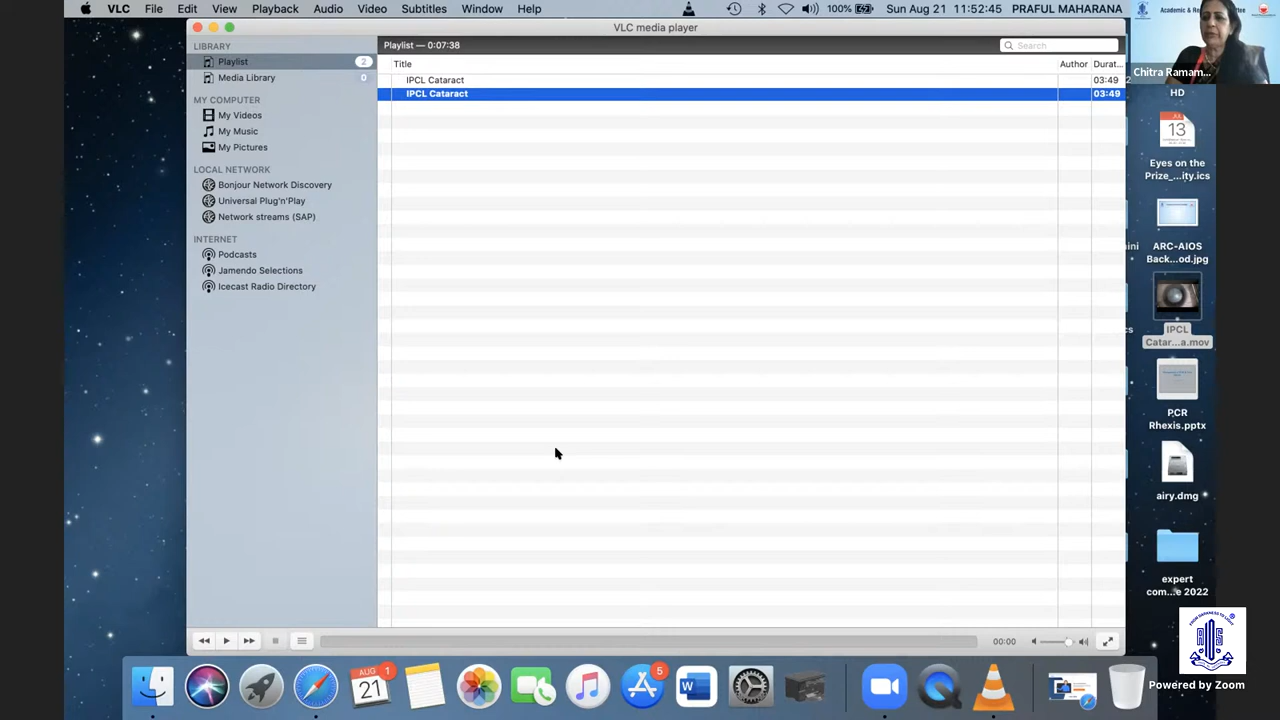 VLC File Edit View Playback Audio Video Subtitles Window Help 100% Sun Aug 21 11:52:45 PRAFUL MAHARANA
Academic & Re
Chitra Ramam...
VLC media player
LIBRARY
Playlist 2
Media Library 0
MY COMPUTER
My Videos
My Music
My Pictures
LOCAL NETWORK
Bonjour Network Discovery
Universal Plug'n'Play
Network streams (SAP)
INTERNET
Podcasts
Jamendo Selections
Icecast Radio Directory
Playlist — 0:07:38
Search
Title Author Durat...
IPCL Cataract 03:49
IPCL Cataract 03:49
00:00
HD
JUL
13
Eyes on the
Prize_...ity.ics
ARC-AIOS
Back...od.jpg
IPCL
Catar...a.mov
PCR
Rhexis.pptx
airy.dmg
expert
com...e 2022
AUG 1
21
5
W
Powered by Zoom